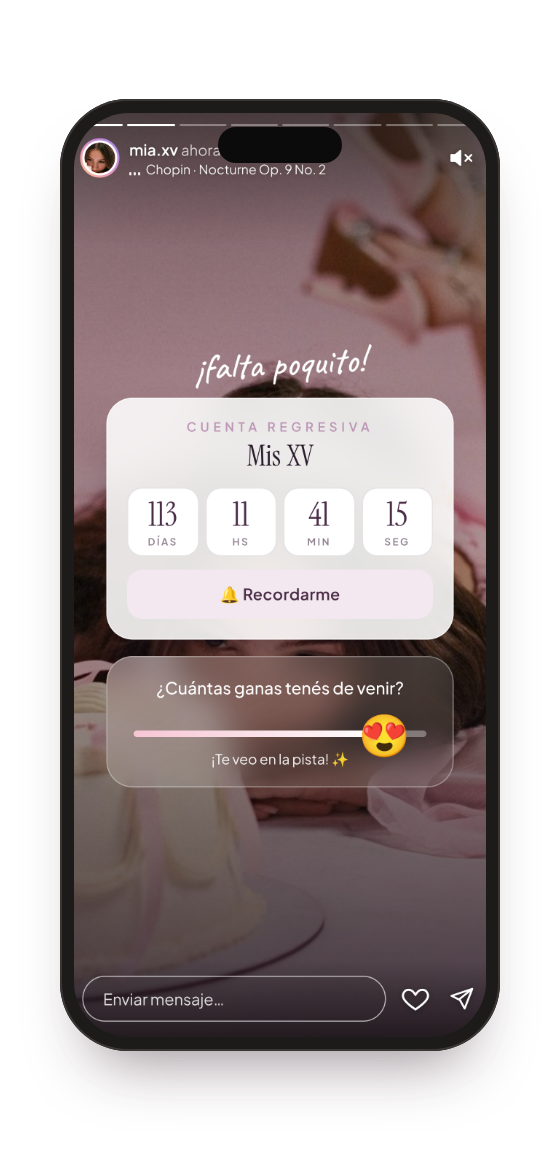 mia.xv ahora
Chopin · Nocturne Op. 9 No. 2
¡falta poquito!
CUENTA REGRESIVA
Mis XV
113 11 41 15
DÍAS HS MIN SEG
🔔 Recordarme
¿Cuántas ganas tenés de venir?
¡Te veo en la pista! ✨
Enviar mensaje...